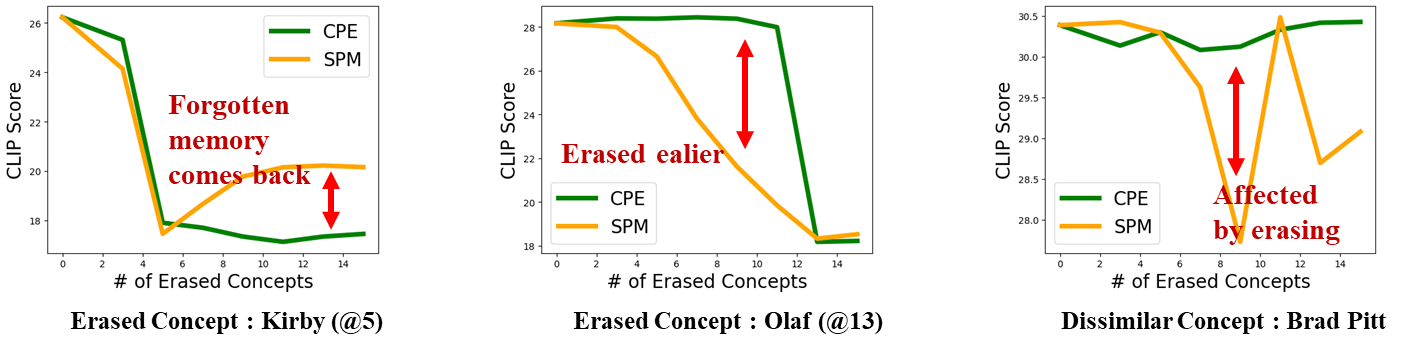 26
24
22
20
18
CLIP Score
CPE
SPM
Forgotten
memory
comes back
0 2 4 6 8 10 12 14
# of Erased Concepts
Erased Concept : Kirby (@5)
28
26
24
22
20
18
CLIP Score
Erased ealier
CPE
SPM
0 2 4 6 8 10 12 14
# of Erased Concepts
Erased Concept : Olaf (@13)
30.5
30.0
29.5
29.0
28.5
28.0
CLIP Score
CPE
SPM
Affected
by erasing
0 2 4 6 8 10 12 14
# of Erased Concepts
Dissimilar Concept : Brad Pitt